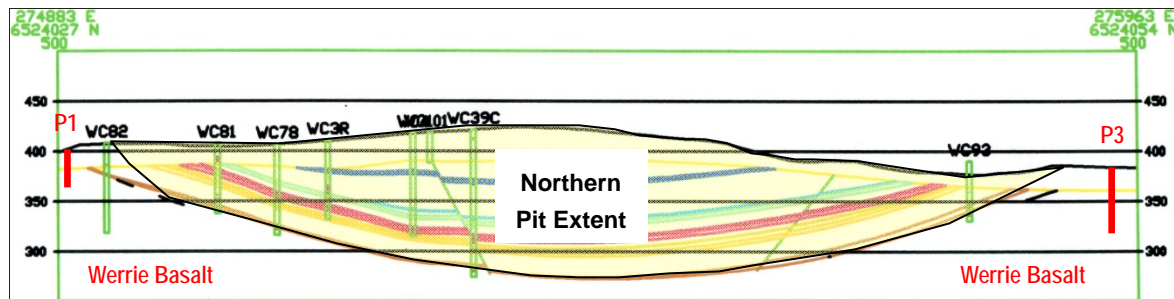 274883 E
6524027 N
500
275963 E
6524054 N
500
450
450
P1
WC82
WC81
WC78
WC3R
WC39C
WC93
P3
400
400
Northern
Pit Extent
350
350
300
300
Werrie Basalt
Werrie Basalt